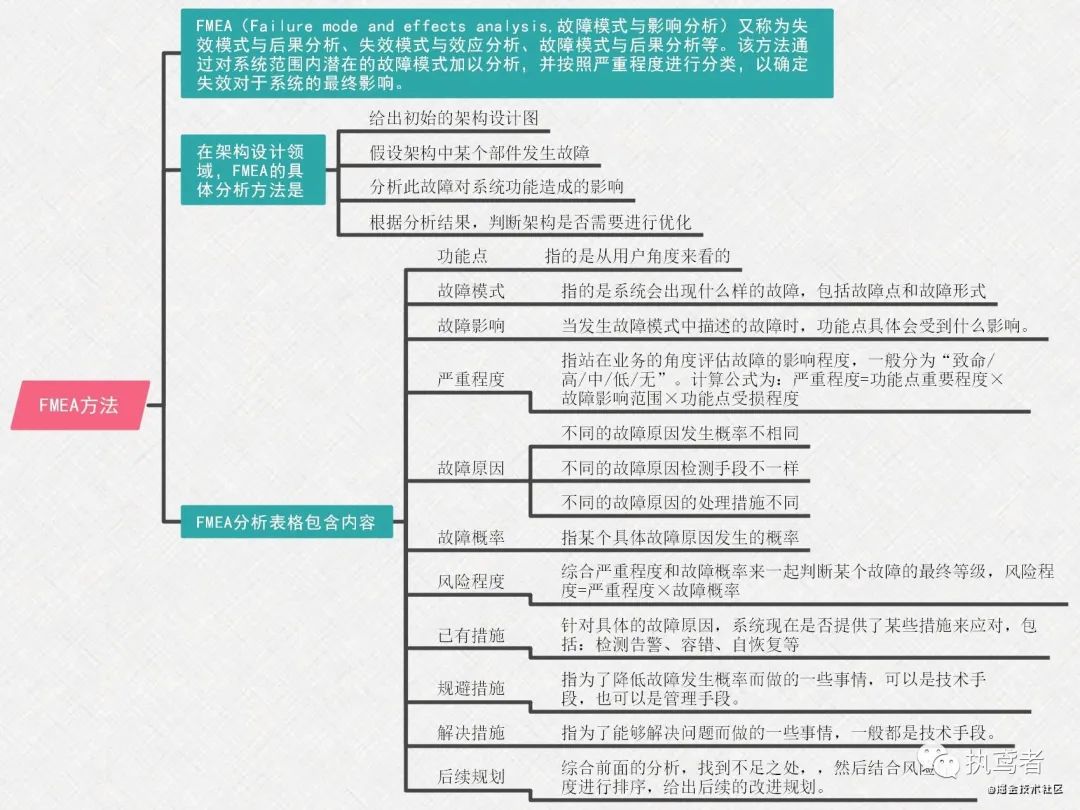 FMEA（Failure mode and effects analysis,故障模式与影响分析）又称为失
效模式与后果分析、失效模式与效应分析、故障模式与后果分析等。该方法通
过对系统范围内潜在的故障模式加以分析，并按照严重程度进行分类，以确定
失效对于系统的最终影响。
在架构设计领
域，FMEA的具
体分析方法是
给出初始的架构设计图
假设架构中某个部件发生故障
分析此故障对系统功能造成的影响
根据分析结果，判断架构是否需要进行优化
FMEA方法
FMEA分析表格包含内容
功能点 指的是从用户角度来看的
故障模式 指的是系统会出现什么样的故障，包括故障点和故障形式
故障影响 当发生故障模式中描述的故障时，功能点具体会受到什么影响。
严重程度
指站在业务的角度评估故障的影响程度，一般分为“致命/
高/中/低/无”。计算公式为：严重程度=功能点重要程度×
故障影响范围×功能点受损程度
故障原因
不同的故障原因发生概率不相同
不同的故障原因检测手段不一样
不同的故障原因的处理措施不同
故障概率 指某个具体故障原因发生的概率
风险程度
综合严重程度和故障概率来一起判断某个故障的最终等级，风险程
度=严重程度×故障概率
已有措施
针对具体的故障原因，系统现在是否提供了某些措施来应对，包
括：检测告警、容错、自恢复等
规避措施
指为了降低故障发生概率而做的一些事情，可以是技术手
段，也可以是管理手段。
解决措施 指为了能够解决问题而做的一些事情，一般都是技术手段。
后续规划
综合前面的分析，找到不足之处，，然后结合风险
度进行排序，给出后续的改进规划。
执鸢者
@掘金技术社区